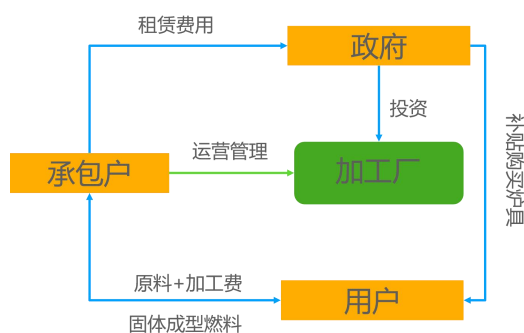 租赁费用
政府
投资
补贴购买炉具
运营管理
承包户
加工厂
原料+加工费
用户
固体成型燃料